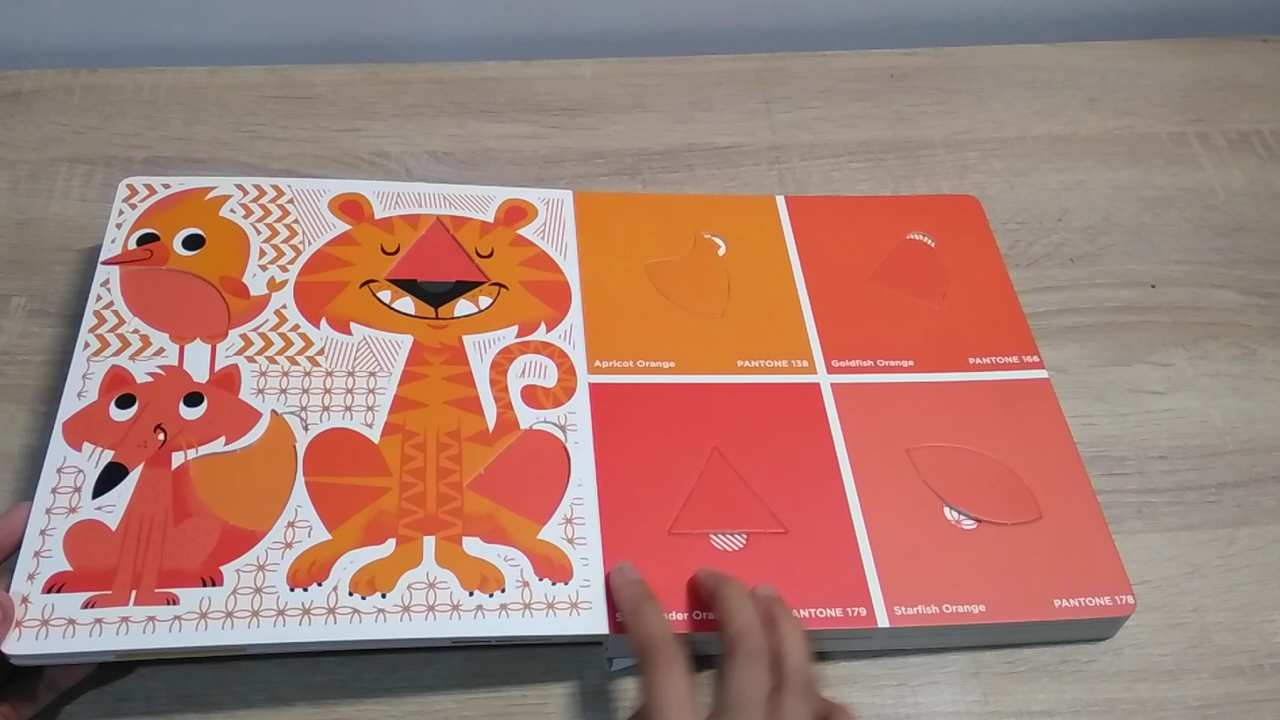 Apricot Orange PANTONE 138
Goldfish Orange PANTONE 166
PANTONE 179
Starfish Orange PANTONE 178